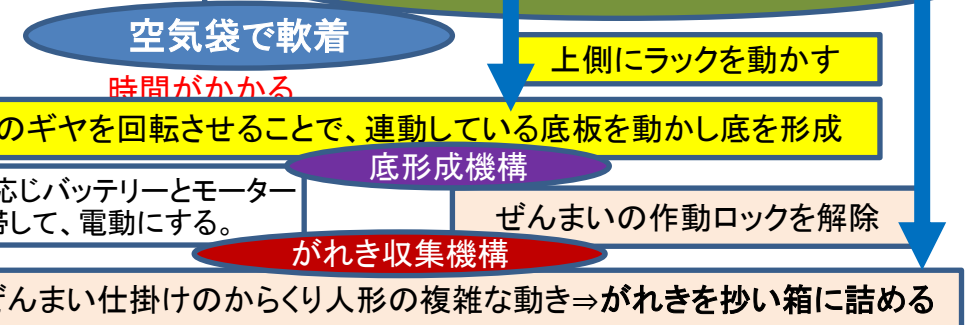 空気袋で軟着
上側にラックを動かす
時間がかかる
のギヤを回転させることで、連動している底板を動かし底を形成
底形成機構
応じバッテリーとモーター
帯して、電動にする。
ぜんまいの作動ロックを解除
がれき収集機構
ぜんまい仕掛けのからくり人形の複雑な動き⇒がれきを抄い箱に詰める